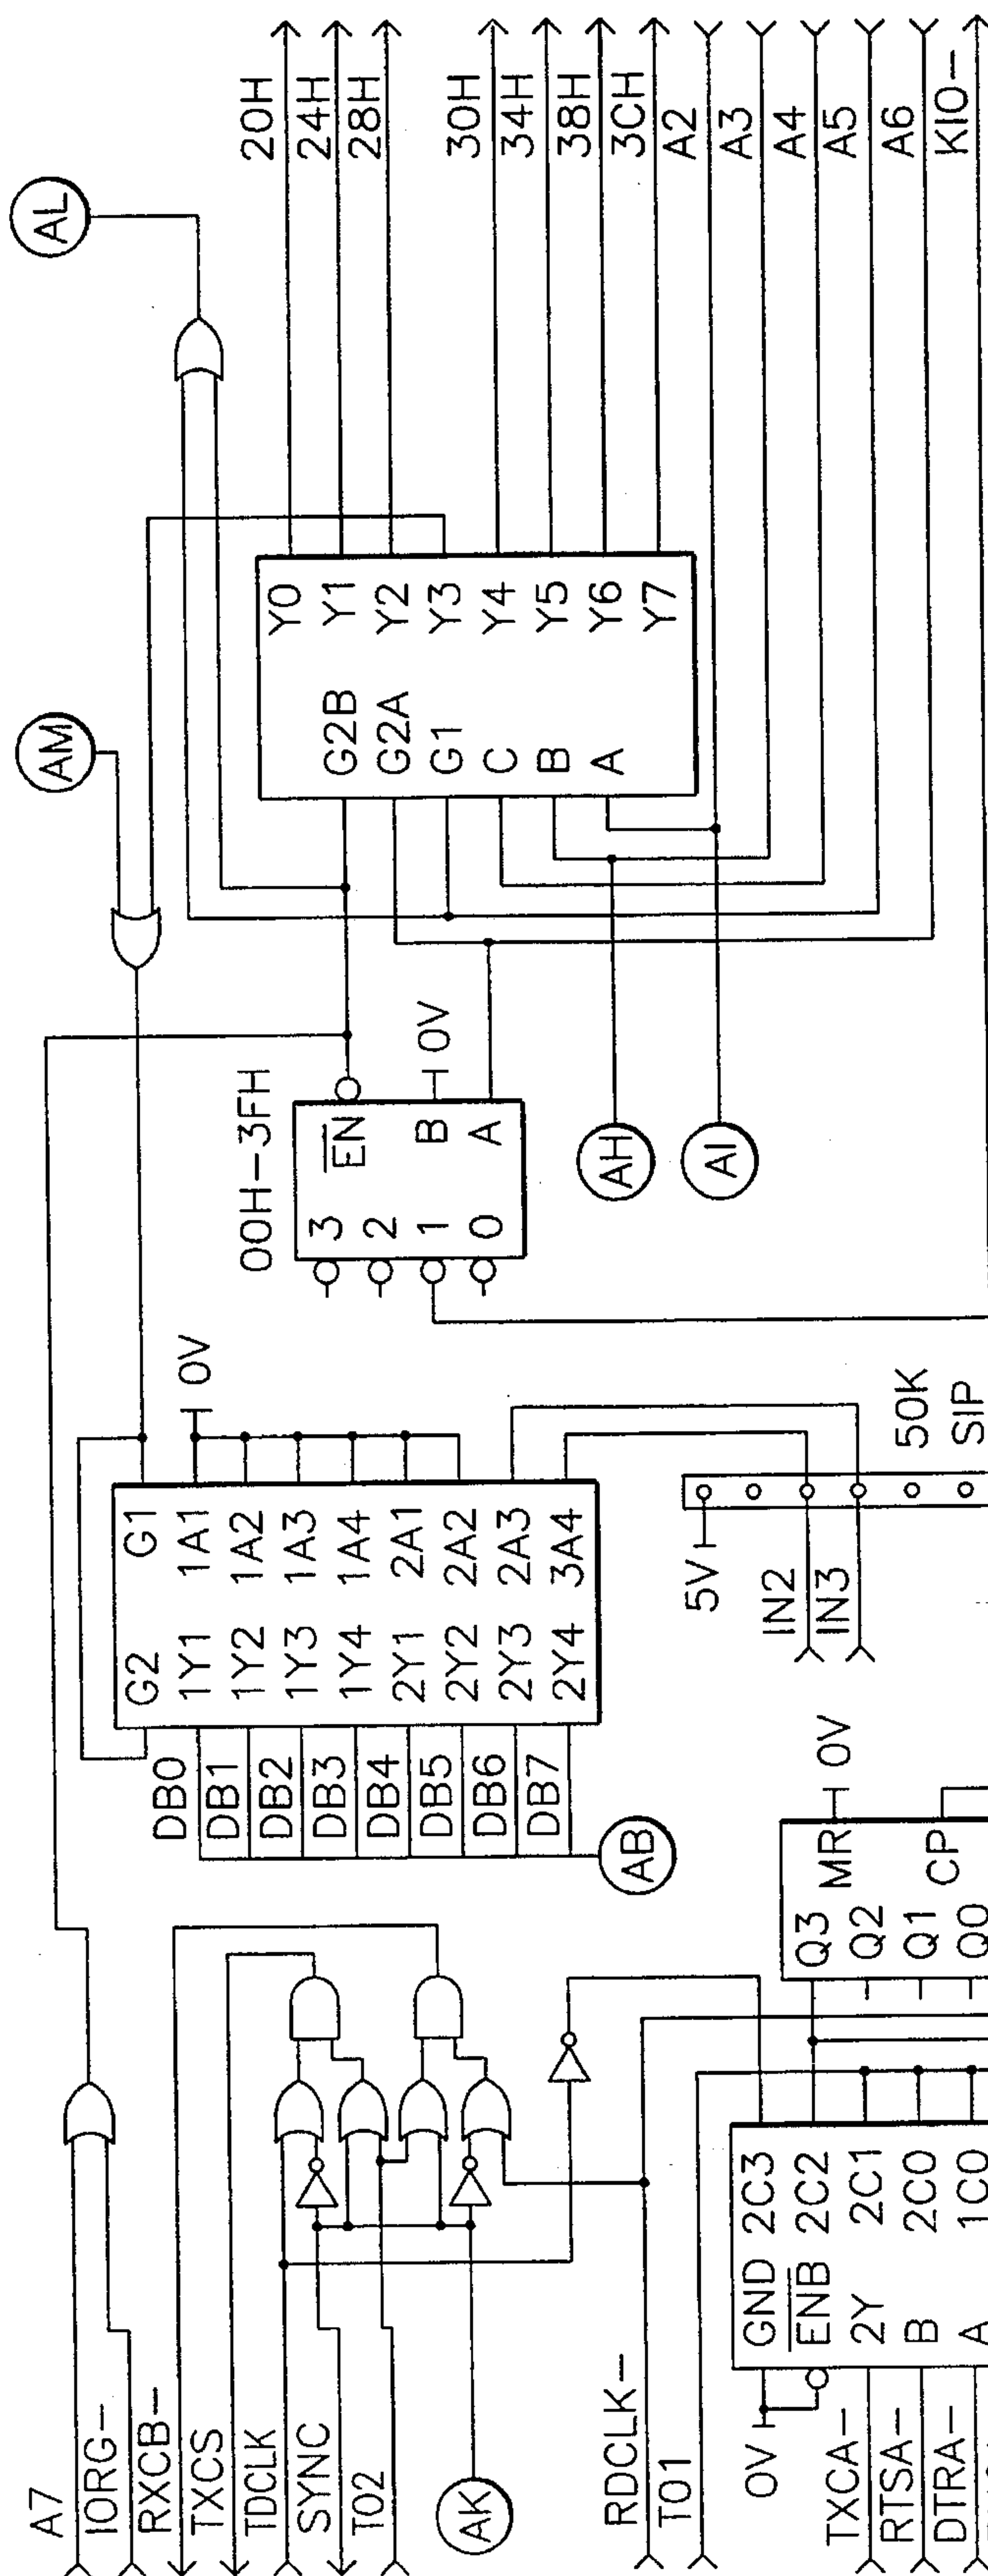 AL
20H
24H
28H
30H
34H
38H
3CH
A2
A3
A4
A5
A6
KIO-
AM
G2B
G2A
G1
C
B
A
Y0
Y1
Y2
Y3
Y4
Y5
Y6
Y7
00H-3FH
3
2
1
0
EN
B
A
0V
AH
AI
G2
1Y1
1Y2
1Y3
1Y4
2Y1
2Y2
2Y3
2Y4
G1
1A1
1A2
1A3
1A4
2A1
2A2
2A3
3A4
0V
DB0
DB1
DB2
DB3
DB4
DB5
DB6
DB7
AB
5V
IN2
IN3
50K
SIP
A7
IORG-
RXCB-
TXCS
TDCLK
SYNC
T02
AK
RDCLK-
T01
0V
TXCA-
RTSA-
DTRA-
GND
ENB
2Y
B
A
2C3
2C2
2C1
2C0
1C0
Q3
Q2
Q1
Q0
MR
CP
0V